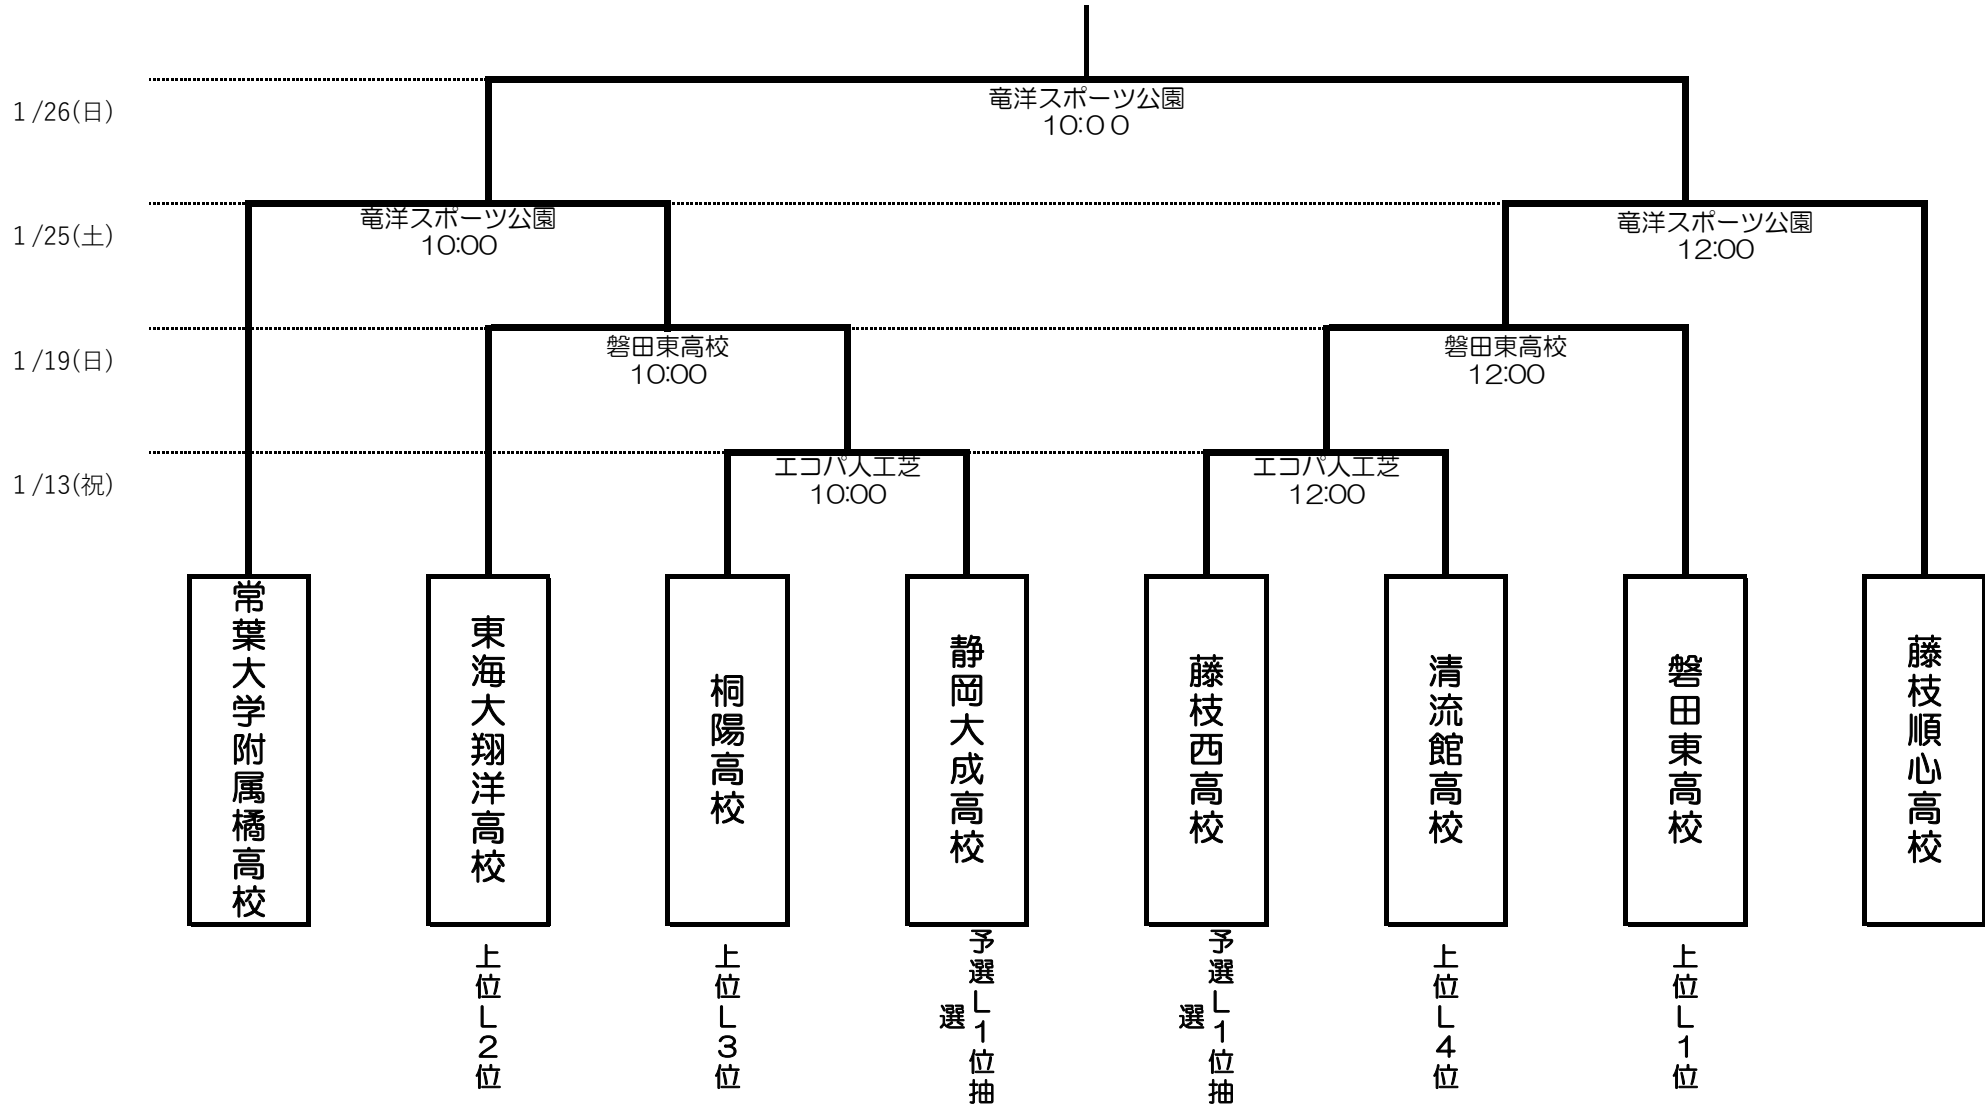 竜洋スポーツ公園
10:00
1/26(日)
竜洋スポーツ公園
10:00
竜洋スポーツ公園
12:00
1/25(土)
磐田東高校
10:00
磐田東高校
12:00
1/19(日)
エコパ人工芝
10:00
エコパ人工芝
12:00
1/13(祝)
常葉大学附属橘高校
東海大翔洋高校
桐陽高校
静岡大成高校
藤枝西高校
清流館高校
磐田東高校
藤枝順心高校
上位L2位
上位L3位
予選L1位抽
選
予選L1位抽
選
上位L4位
上位L1位